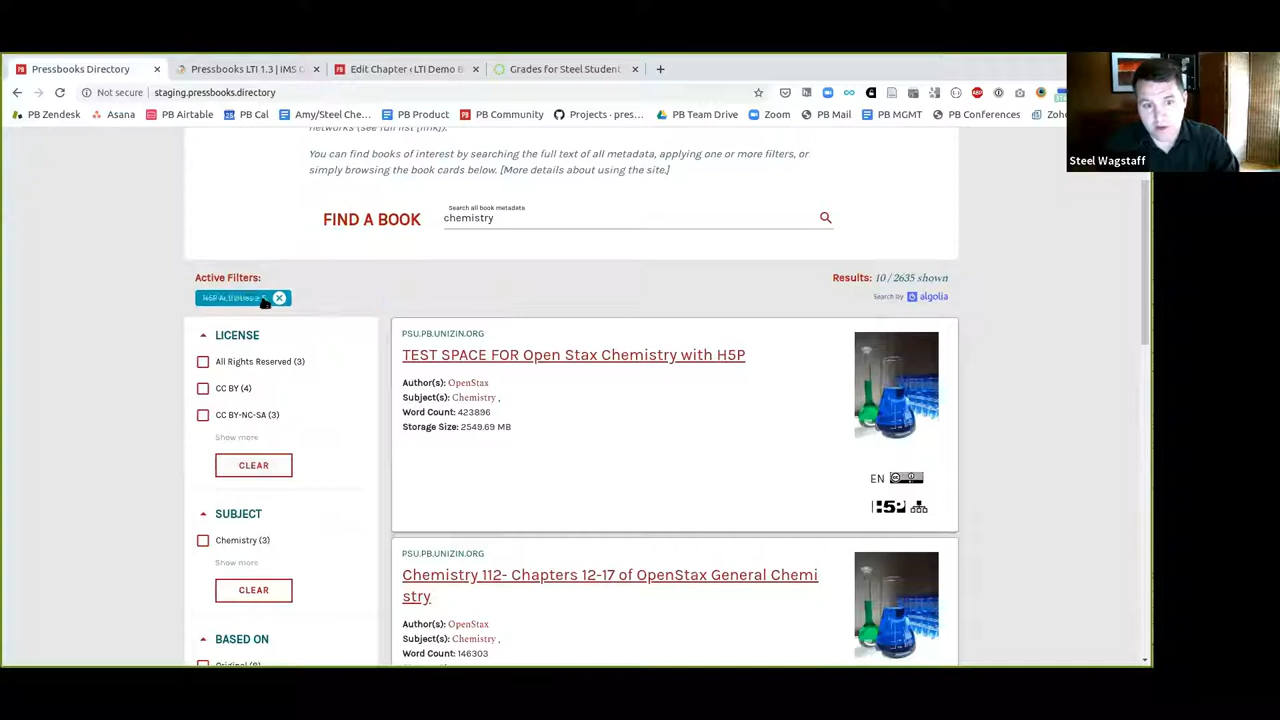 Pressbooks Directory
Pressbooks LTI 1.3 | IMS G
Edit Chapter ‹ LTI Demo B
Grades for Steel Student
Not secure
staging.pressbooks.directory
PB Zendesk
Asana
PB Airtable
PB Cal
Amy/Steel Che...
PB Product
PB Community
Projects · pres...
PB Team Drive
Zoom
PB Mail
PB MGMT
PB Conferences
Zoho
Steel Wagstaff
networks (See full list [link]).
You can find books of interest by searching the full text of all metadata, applying one or more filters, or
simply browsing the book cards below. [More details about using the site.]
FIND A BOOK
Search all book metadata
chemistry
Active Filters:
Results: 10 / 2635 shown
Search by algolia
LICENSE
All Rights Reserved (3)
CC BY (4)
CC BY-NC-SA (3)
Show more
CLEAR
SUBJECT
Chemistry (3)
Show more
CLEAR
BASED ON
PSU.PB.UNIZIN.ORG
TEST SPACE FOR Open Stax Chemistry with H5P
Author(s): OpenStax
Subject(s): Chemistry ,
Word Count: 423896
Storage Size: 2549.69 MB
EN
H5P
PSU.PB.UNIZIN.ORG
Chemistry 112- Chapters 12-17 of OpenStax General Chemi
stry
Author(s): OpenStax
Subject(s): Chemistry ,
Word Count: 146303